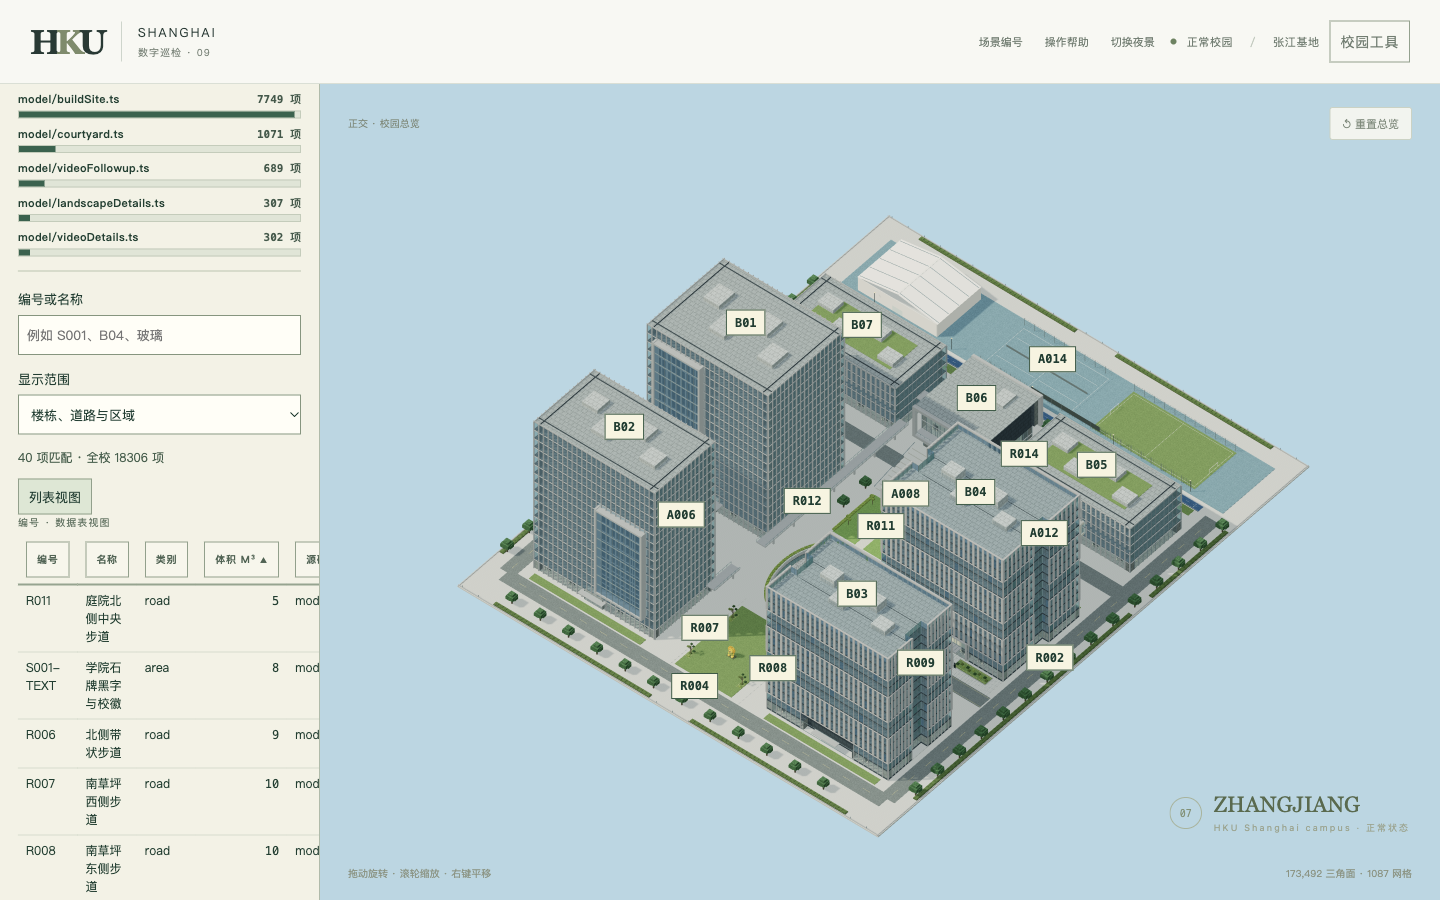 HKU
SHANGHAI
数字巡检 · 09
场景编号
操作帮助
切换夜景
正常校园
/
张江基地
校园工具
model/buildSite.ts 7749 项
model/courtyard.ts 1071 项
model/videoFollowup.ts 689 项
model/landscapeDetails.ts 307 项
model/videoDetails.ts 302 项
编号或名称
例如 S001、B04、玻璃
显示范围
楼栋、道路与区域
40 项匹配 · 全校 18306 项
列表视图
编号 · 数据表视图
编号 名称 类别 体积 M³ ▲
R011 庭院北侧中央步道 road 5 mod
S001–TEXT 学院石牌黑字与校徽 area 8 mod
R006 北侧带状步道 road 9 mod
R007 南草坪西侧步道 road 10 mod
R008 南草坪东侧步道 road 10 mod
正交 · 校园总览
重置总览
B01
B07
A014
B06
B02
R014
B05
B04
A008
R012
A006
R011
A012
B03
R007
R002
R009
R008
R004
07
ZHANGJIANG
HKU Shanghai campus · 正常状态
拖动旋转 · 滚轮缩放 · 右键平移
173,492 三角面 · 1087 网格